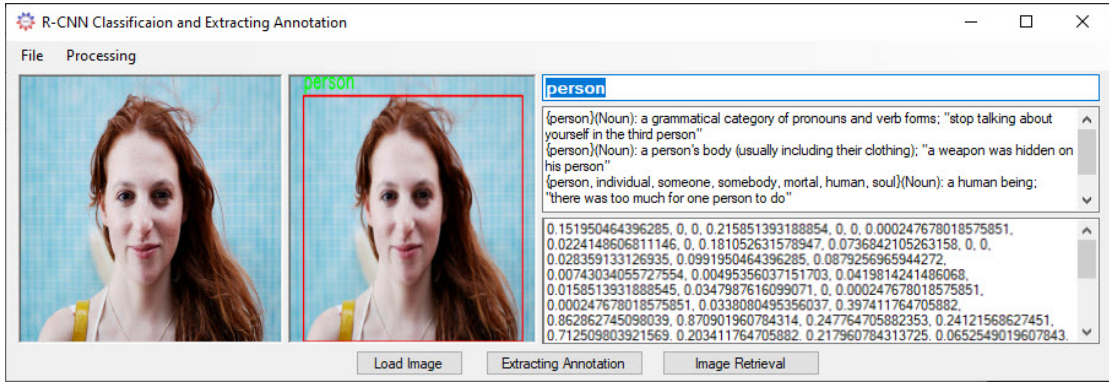 R-CNN Classificaion and Extracting Annotation
File Processing
person
person
{person}(Noun): a grammatical category of pronouns and verb forms; "stop talking about
yourself in the third person"
{person}(Noun): a person's body (usually including their clothing); "a weapon was hidden on
his person"
{person, individual, someone, somebody, mortal, human, soul}(Noun): a human being;
"there was too much for one person to do"
0.151950464396285, 0, 0, 0.215851393188854, 0, 0, 0.000247678018575851,
0.0224148606811146, 0, 0.181052631578947, 0.0736842105263158, 0, 0,
0.028359133126935, 0.0991950464396285, 0.0879256965944272,
0.00743034055727554, 0.00495356037151703, 0.0419814241486068,
0.0158513931888545, 0.0347987616099071, 0, 0.000247678018575851,
0.000247678018575851, 0.0338080495356037, 0.397411764705882,
0.862862745098039, 0.870901960784314, 0.247764705882353, 0.24121568627451,
0.712509803921569, 0.203411764705882, 0.217960784313725, 0.0652549019607843,
Load Image Extracting Annotation Image Retrieval